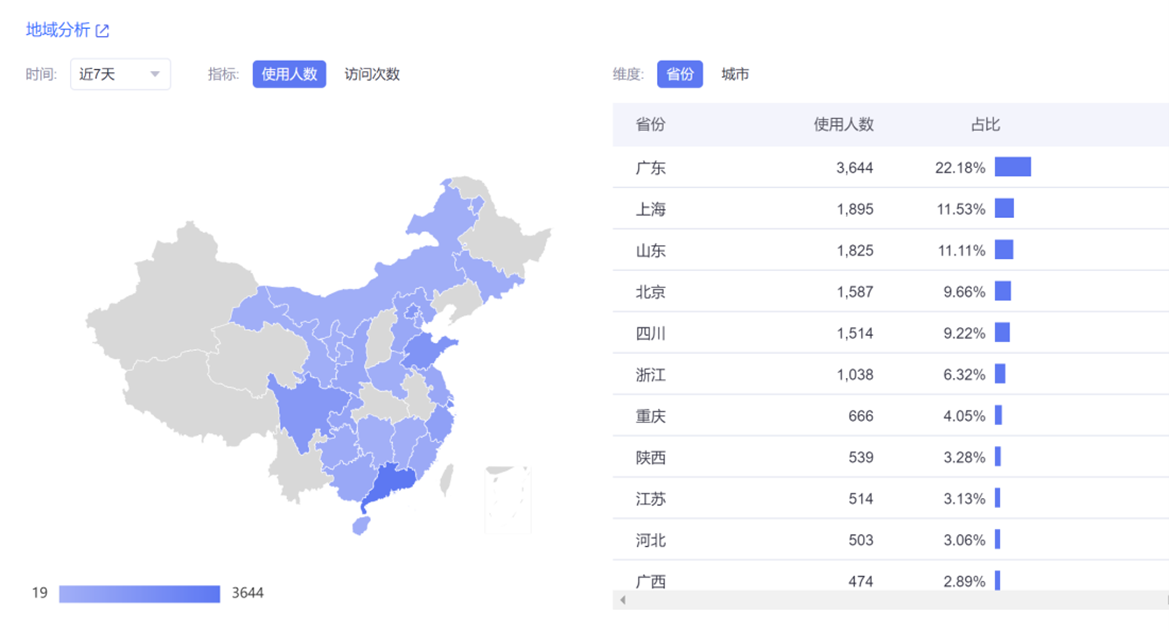 地域分析
时间: 近7天 指标: 使用人数 访问次数
维度: 省份 城市
省份 使用人数 占比
广东 3,644 22.18%
上海 1,895 11.53%
山东 1,825 11.11%
北京 1,587 9.66%
四川 1,514 9.22%
浙江 1,038 6.32%
重庆 666 4.05%
陕西 539 3.28%
江苏 514 3.13%
河北 503 3.06%
广西 474 2.89%
19 3644